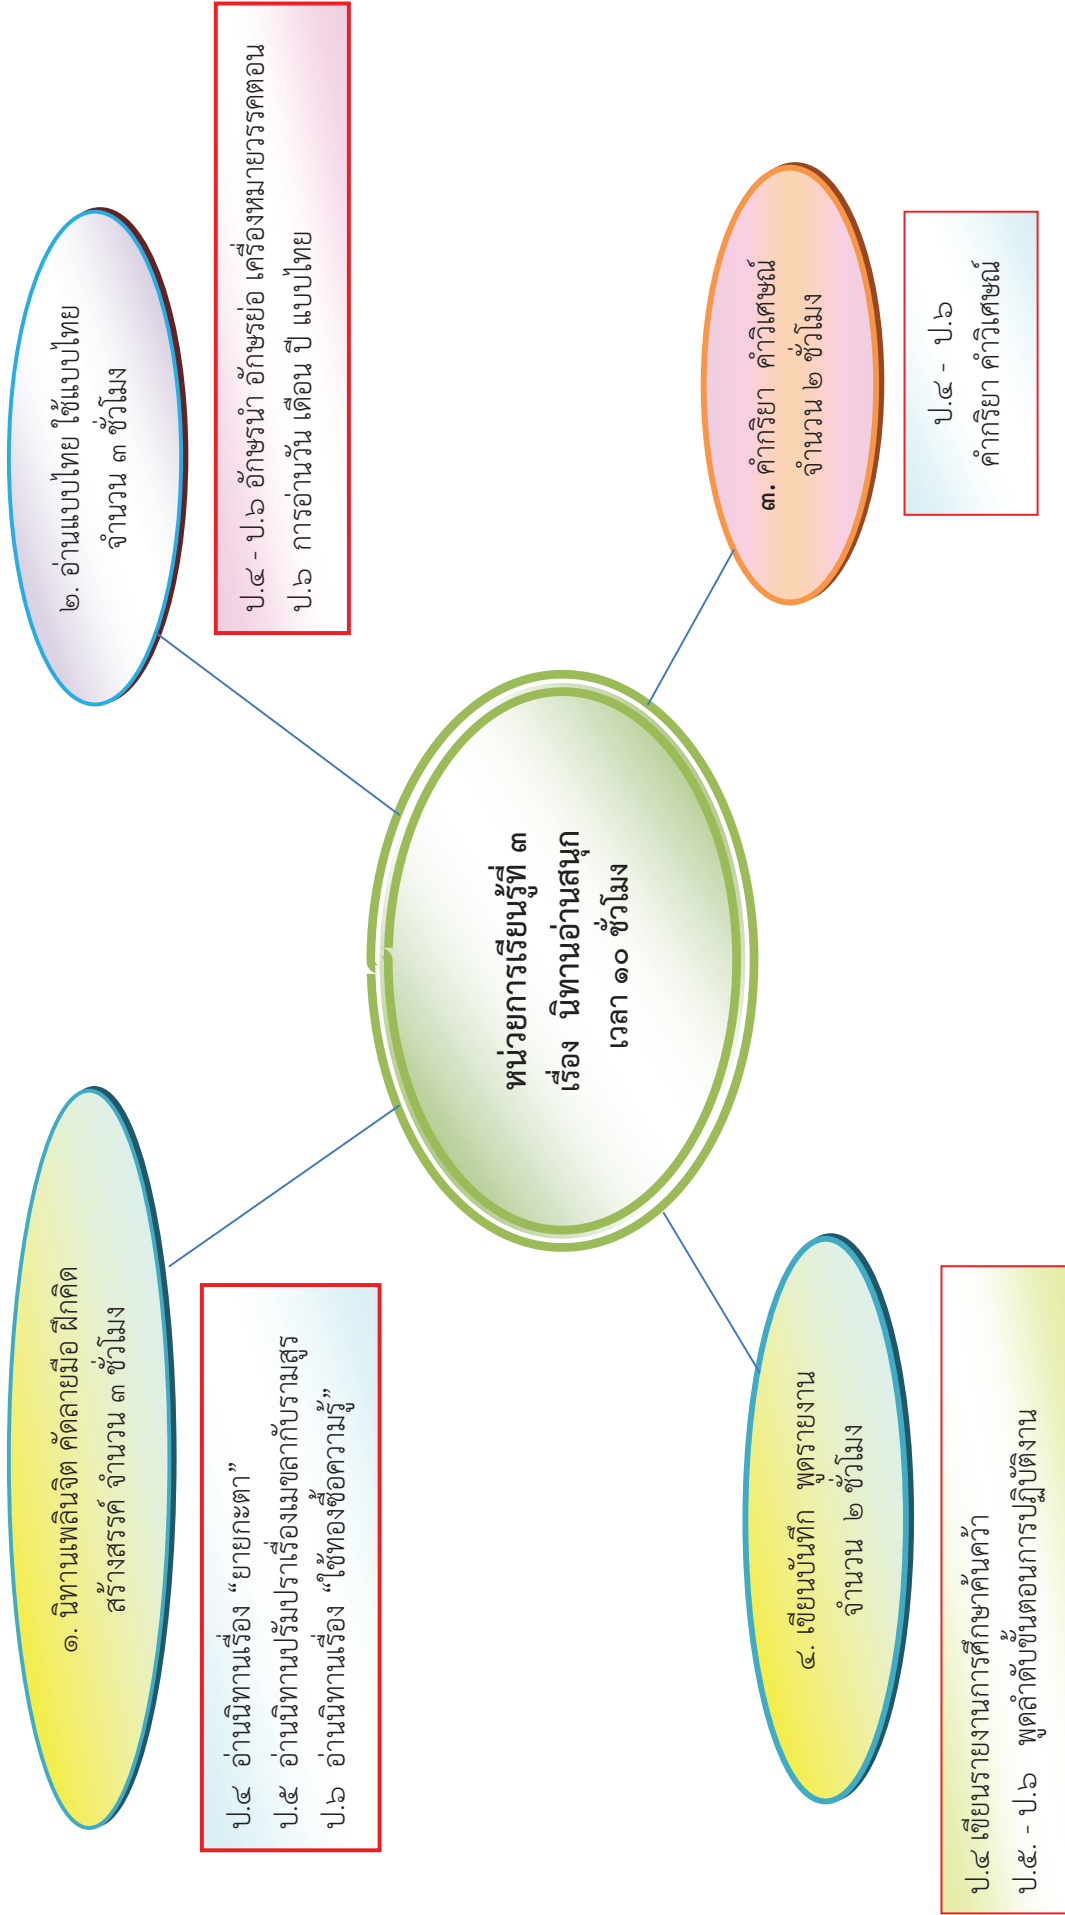 หน่วยการเรียนรู้ที่ ๓
เรื่อง นิทานอ่านสนุก
เวลา ๑๐ ชั่วโมง
๑. นิทานเพลินจิต คัดลายมือ ฝึกคิด
สร้างสรรค์ จำนวน ๓ ชั่วโมง
ป.๔ อ่านนิทานเรื่อง “ยายกะตา”
ป.๕ อ่านนิทานปรัมปราเรื่องเมขลากับรามสูร
ป.๖ อ่านนิทานเรื่อง “ใช้ทองซื้อความรู้”
๒. อ่านแบบไทย ใช้แบบไทย
จำนวน ๓ ชั่วโมง
ป.๔ - ป.๖ อักษรนำ อักษรย่อ เครื่องหมายวรรคตอน
ป.๖ การอ่านวัน เดือน ปี แบบไทย
๓. คำกริยา คำวิเศษณ์
จำนวน ๒ ชั่วโมง
ป.๔ - ป.๖
คำกริยา คำวิเศษณ์
๔. เขียนบันทึก พูดรายงาน
จำนวน ๒ ชั่วโมง
ป.๔ เขียนรายงานการศึกษาค้นคว้า
ป.๕. - ป.๖ พูดลำดับขั้นตอนการปฏิบัติงาน